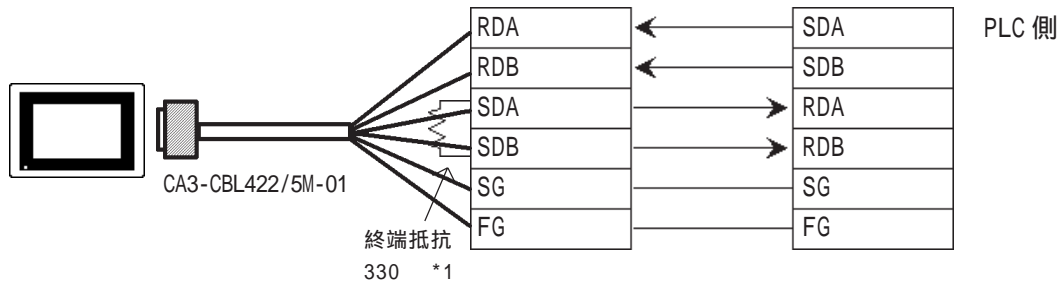 RDA SDA PLC 側
RDB SDB
SDA RDA
SDB RDB
CA3-CBL422/5M-01
SG SG
FG FG
終端抵抗
330 *1